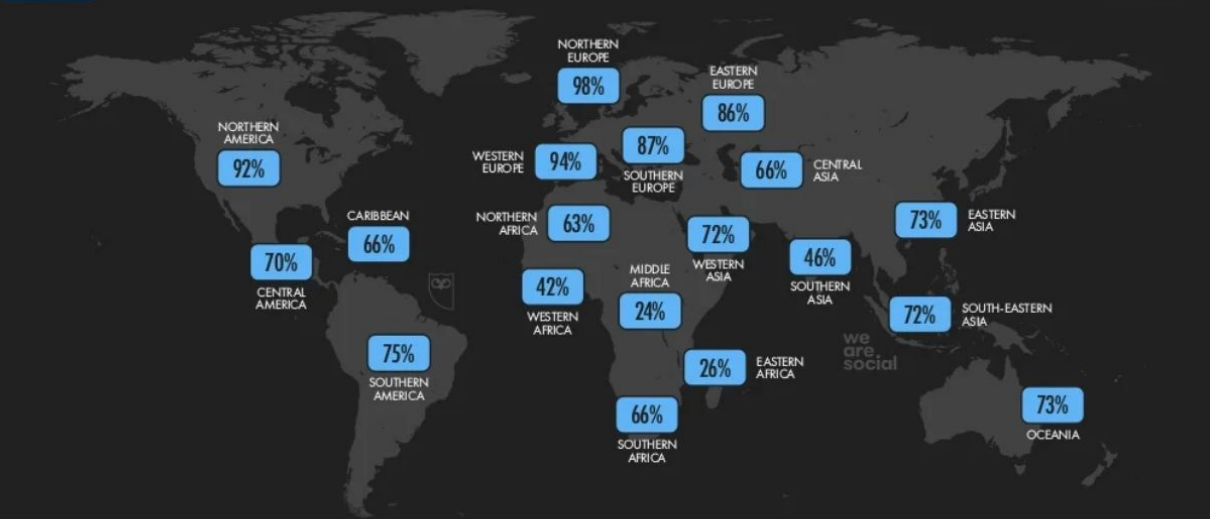 NORTHERN
EUROPE
98%
EASTERN
EUROPE
86%
NORTHERN
AMERICA
92%
WESTERN
EUROPE
94%
87%
SOUTHERN
EUROPE
66%
CENTRAL
ASIA
CARIBBEAN
66%
NORTHERN
AFRICA
63%
72%
WESTERN
ASIA
73%
EASTERN
ASIA
70%
CENTRAL
AMERICA
42%
WESTERN
AFRICA
MIDDLE
AFRICA
24%
46%
SOUTHERN
ASIA
72%
SOUTH-EASTERN
ASIA
we
are
social
75%
SOUTHERN
AMERICA
26%
EASTERN
AFRICA
66%
SOUTHERN
AFRICA
73%
OCEANIA